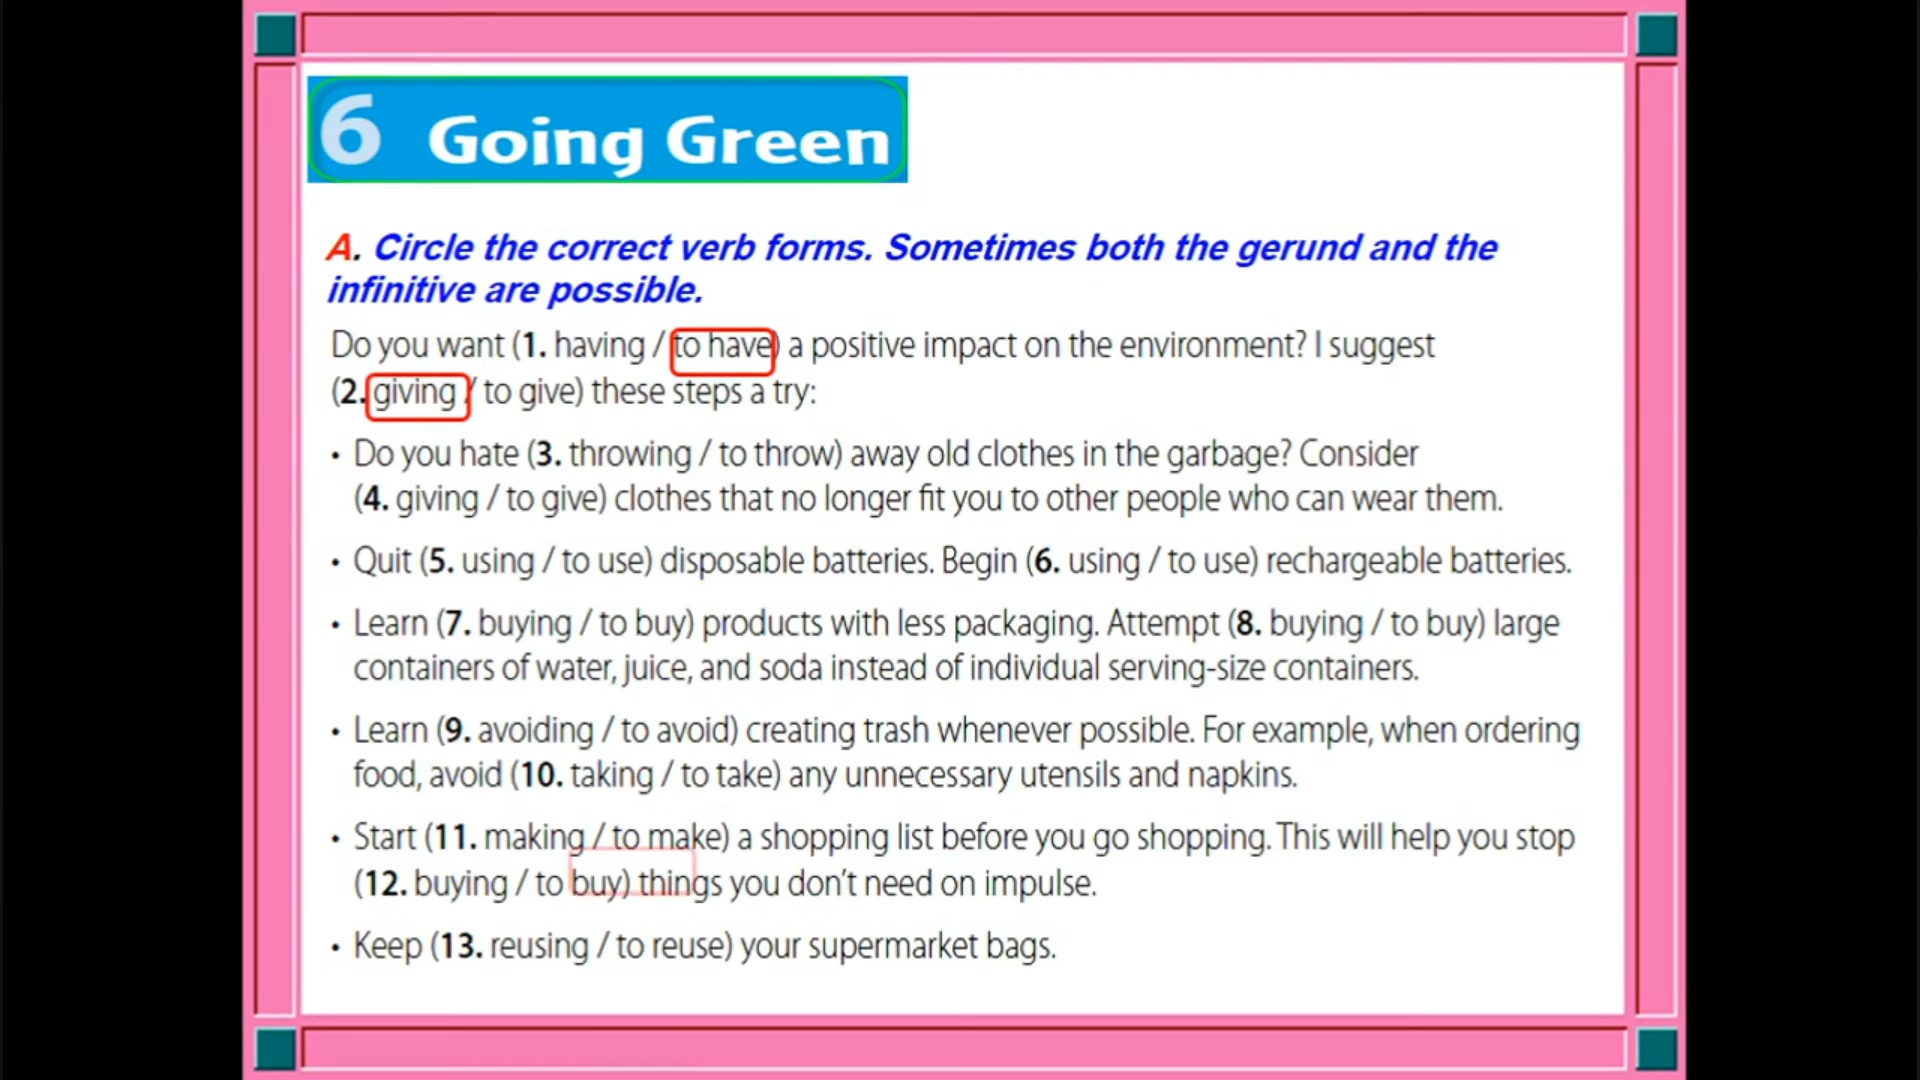 6 Going Green
A. Circle the correct verb forms. Sometimes both the gerund and the
infinitive are possible.
Do you want (1. having / to have) a positive impact on the environment? I suggest
(2. giving / to give) these steps a try:
• Do you hate (3. throwing / to throw) away old clothes in the garbage? Consider
(4. giving / to give) clothes that no longer fit you to other people who can wear them.
• Quit (5. using / to use) disposable batteries. Begin (6. using / to use) rechargeable batteries.
• Learn (7. buying / to buy) products with less packaging. Attempt (8. buying / to buy) large
containers of water, juice, and soda instead of individual serving-size containers.
• Learn (9. avoiding / to avoid) creating trash whenever possible. For example, when ordering
food, avoid (10. taking / to take) any unnecessary utensils and napkins.
• Start (11. making / to make) a shopping list before you go shopping. This will help you stop
(12. buying / to buy) things you don't need on impulse.
• Keep (13. reusing / to reuse) your supermarket bags.